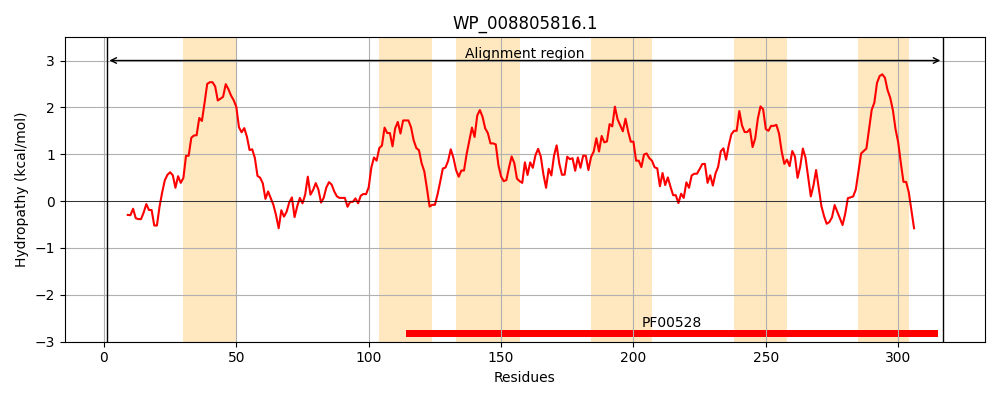 WP_008805816.1
Alignment region
Hydropathy (kcal/mol)
3
2
1
0
−1
−2
−3
PF00528
0 50 100 150 200 250 300
Residues